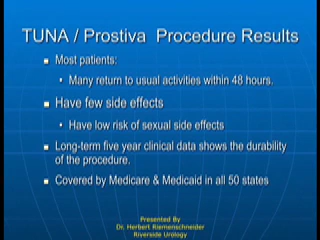 TUNA / Prostiva Procedure Results
Most patients:
Many return to usual activities within 48 hours.
Have few side effects
Have low risk of sexual side effects
Long-term five year clinical data shows the durability
of the procedure.
Covered by Medicare & Medicaid in all 50 states
Presented By
Dr. Herbert Riemenschneider
Riverside Urology